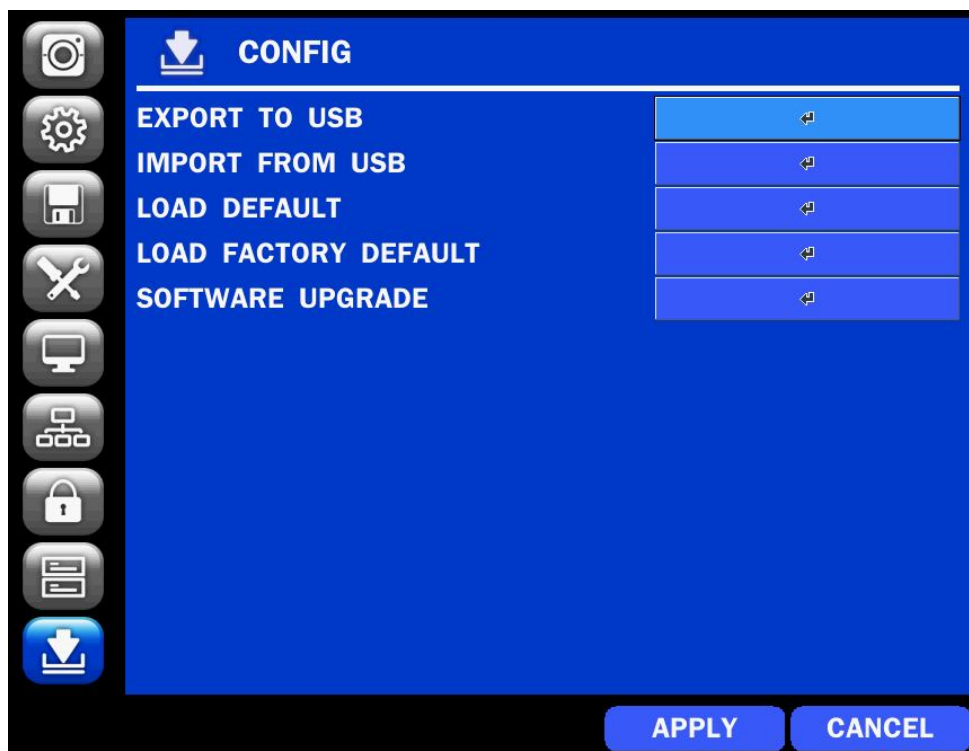 CONFIG
EXPORT TO USB
IMPORT FROM USB
LOAD DEFAULT
LOAD FACTORY DEFAULT
SOFTWARE UPGRADE
APPLY CANCEL